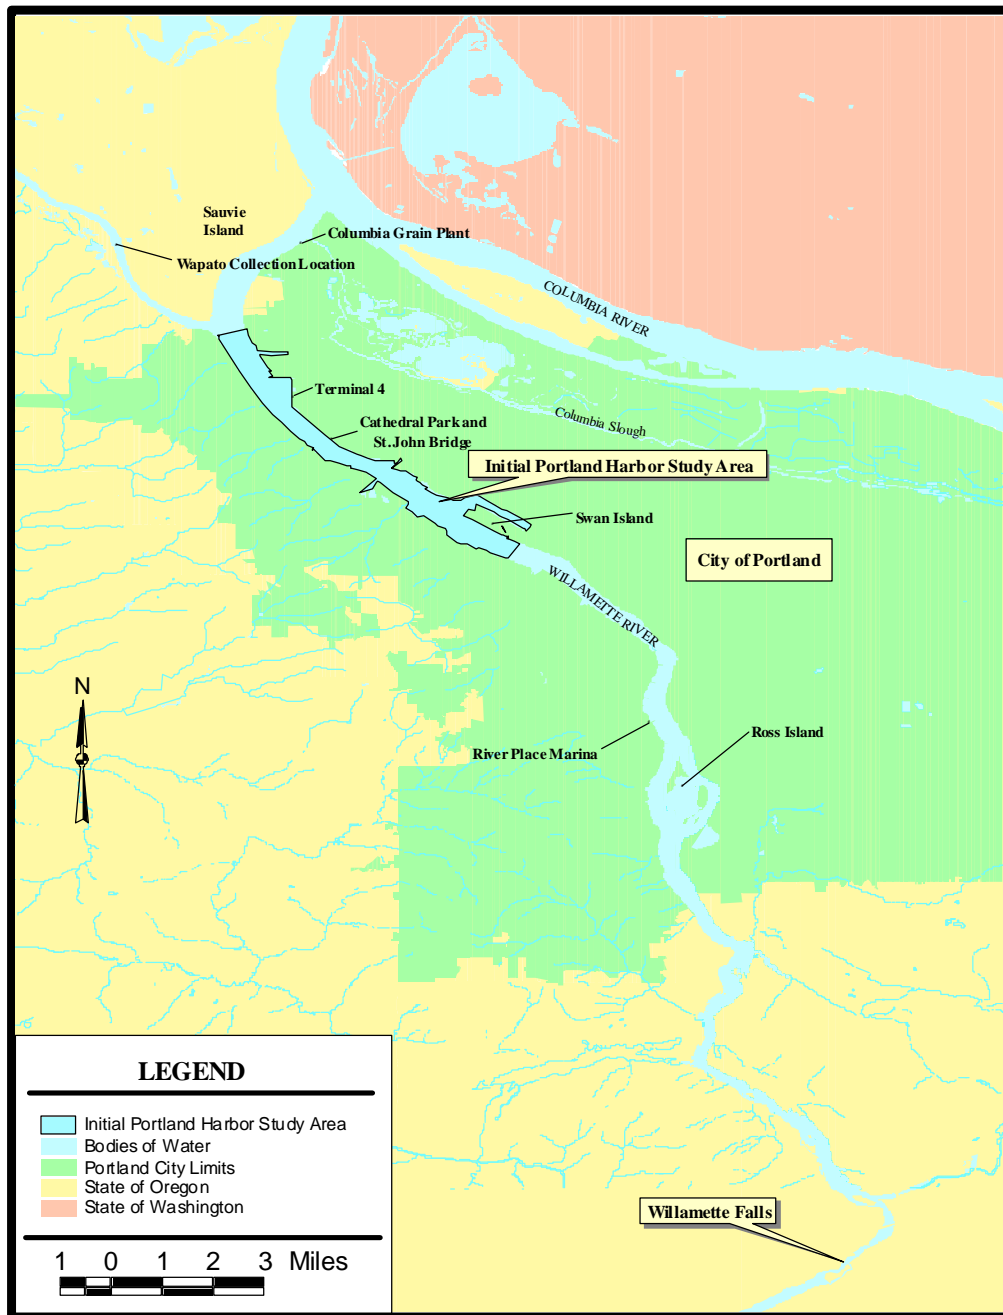 Sauvie
Island
Columbia Grain Plant
Wapato Collection Location
COLUMBIA RIVER
Terminal 4
Cathedral Park and
St. John Bridge
Columbia Slough
Initial Portland Harbor Study Area
Swan Island
City of Portland
WILLAMETTE RIVER
N
River Place Marina
Ross Island
LEGEND
Initial Portland Harbor Study Area
Bodies of Water
Portland City Limits
State of Oregon
State of Washington
Willamette Falls
1 0 1 2 3 Miles